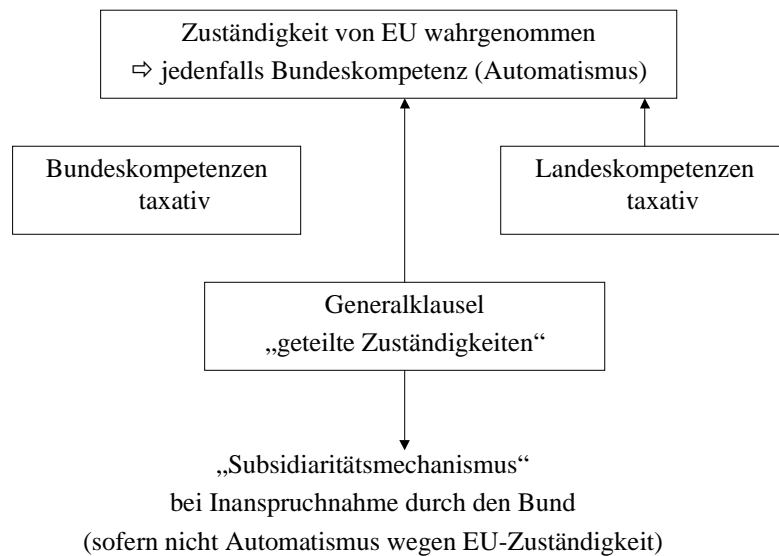 Zuständigkeit von EU wahrgenommen
⇨ jedenfalls Bundeskompetenz (Automatismus)
Bundeskompetenzen
taxativ
Landeskompetenzen
taxativ
Generalklausel
„geteilte Zuständigkeiten“
„Subsidiaritätsmechanismus“
bei Inanspruchnahme durch den Bund
(sofern nicht Automatismus wegen EU-Zuständigkeit)